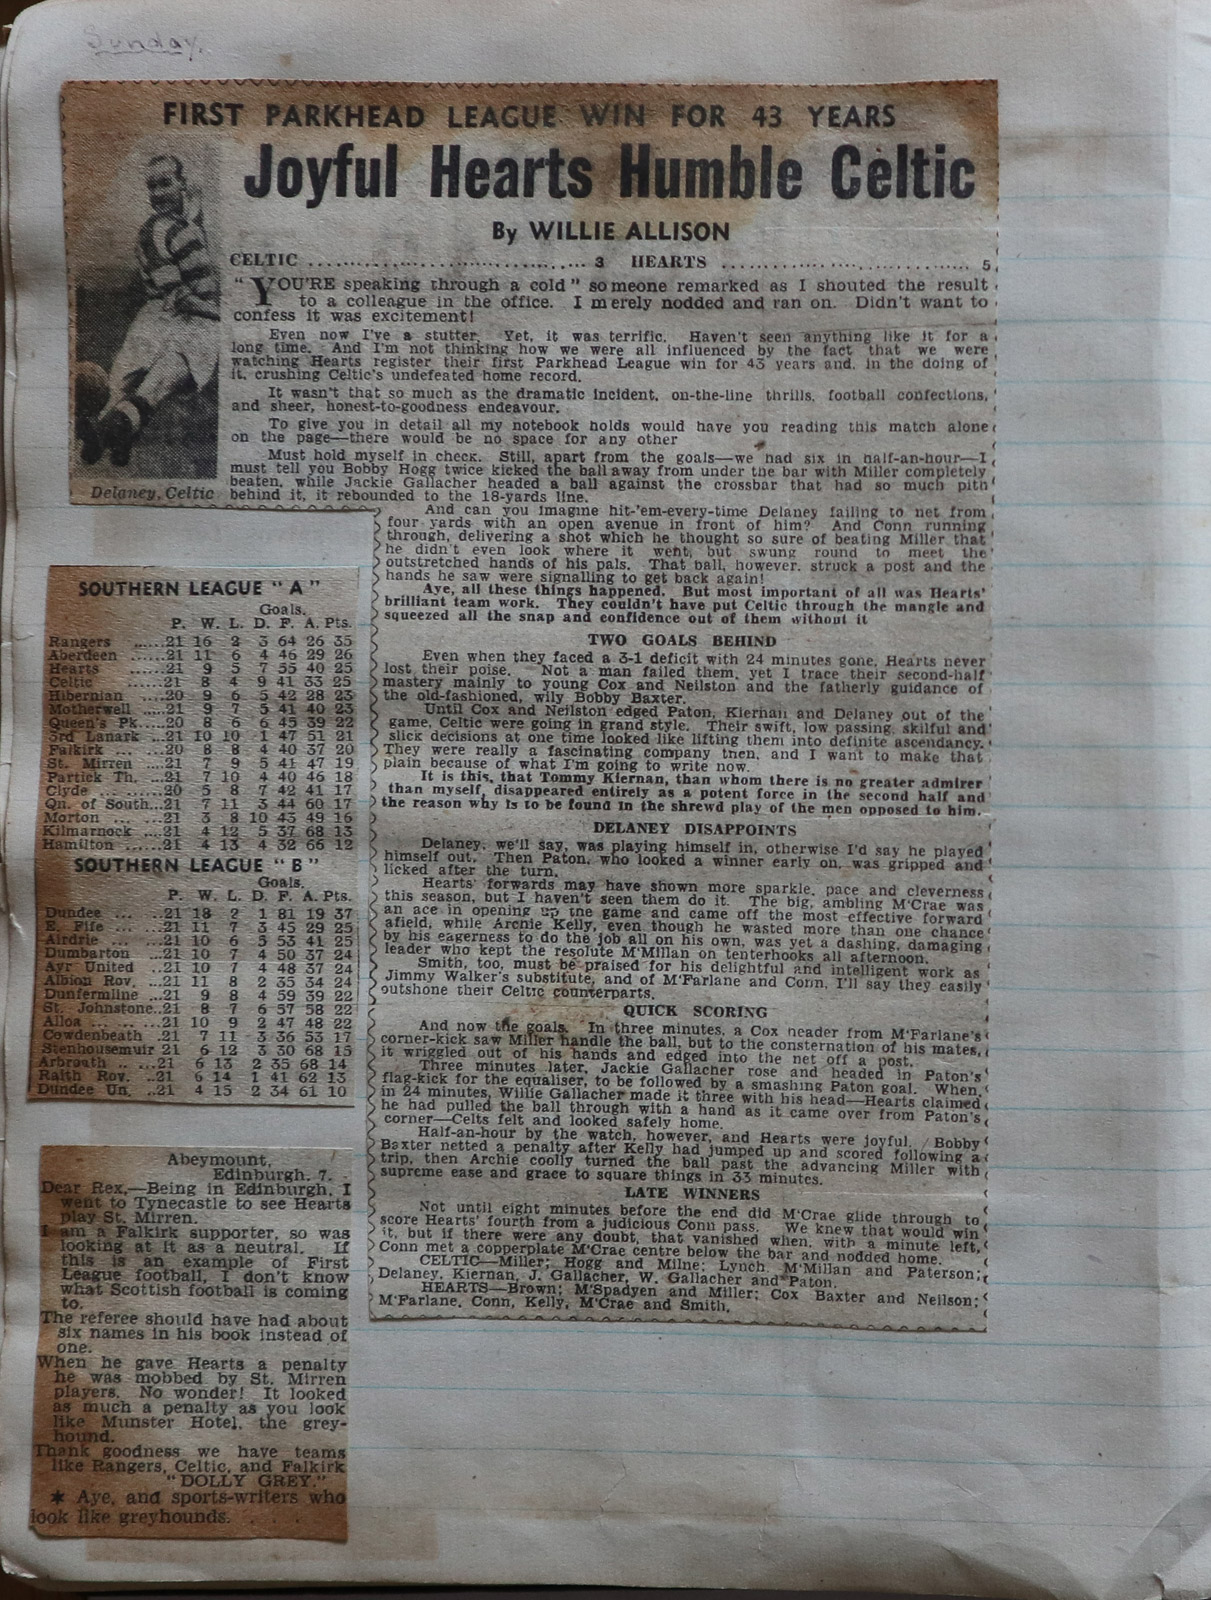 Sunday.
FIRST PARKHEAD LEAGUE WIN FOR 43 YEARS
Joyful Hearts Humble Celtic
By WILLIE ALLISON
CELTIC .............................. 3 HEARTS .............................. 5
"YOU'RE speaking through a cold" someone remarked as I shouted the result
to a colleague in the office. I merely nodded and ran on. Didn't want to
confess it was excitement!
Even now I've a stutter. Yet, it was terrific. Haven't seen anything like it for a
long time. And I'm not thinking how we were all influenced by the fact that we were
watching Hearts register their first Parkhead League win for 43 years and, in the doing of
it, crushing Celtic's undefeated home record.
It wasn't that so much as the dramatic incident, on-the-line thrills, football confections,
and sheer, honest-to-goodness endeavour.
To give you in detail all my notebook holds would have you reading this match alone
on the page—there would be no space for any other
Must hold myself in check. Still, apart from the goals—we had six in half-an-hour—I
must tell you Bobby Hogg twice kicked the ball away from under the bar with Miller completely
beaten, while Jackie Gallacher headed a ball against the crossbar that had so much pith
behind it, it rebounded to the 18-yards line.
Delaney, Celtic
And can you imagine hit-'em-every-time Delaney failing to net from
four yards with an open avenue in front of him? And Conn running
through, delivering a shot which he thought so sure of beating Miller that
he didn't even look where it went, but swung round to meet the
outstretched hands of his pals. That ball, however, struck a post and the
hands he saw were signalling to get back again!
Aye, all these things happened. But most important of all was Hearts'
brilliant team work. They couldn't have put Celtic through the mangle and
squeezed all the snap and confidence out of them without it
TWO GOALS BEHIND
Even when they faced a 3-1 deficit with 24 minutes gone, Hearts never
lost their poise. Not a man failed them, yet I trace their second-half
mastery mainly to young Cox and Neilston and the fatherly guidance of
the old-fashioned, wily Bobby Baxter.
Until Cox and Neilston edged Paton, Kiernan and Delaney out of the
game, Celtic were going in grand style. Their swift, low passing, skilful and
slick decisions at one time looked like lifting them into definite ascendancy.
They were really a fascinating company then, and I want to make that
plain because of what I'm going to write now.
It is this, that Tommy Kiernan, than whom there is no greater admirer
than myself, disappeared entirely as a potent force in the second half and
the reason why is to be found in the shrewd play of the men opposed to him.
DELANEY DISAPPOINTS
Delaney, we'll say, was playing himself in, otherwise I'd say he played
himself out. Then Paton, who looked a winner early on, was gripped and
licked after the turn.
Hearts' forwards may have shown more sparkle, pace and cleverness
this season, but I haven't seen them do it. The big, ambling M'Crae was
an ace in opening up the game and came off the most effective forward
afield, while Archie Kelly, even though he wasted more than one chance
by his eagerness to do the job all on his own, was yet a dashing, damaging
leader who kept the resolute M'Millan on tenterhooks all afternoon.
Smith, too, must be praised for his delightful and intelligent work as
Jimmy Walker's substitute, and of M'Farlane and Conn, I'll say they easily
outshone their Celtic counterparts.
QUICK SCORING
And now the goals. In three minutes, a Cox header from M'Farlane's
corner-kick saw Miller handle the ball, but to the consternation of his mates,
it wriggled out of his hands and edged into the net off a post.
Three minutes later, Jackie Gallacher rose and headed in Paton's
flag-kick for the equaliser, to be followed by a smashing Paton goal. When,
in 24 minutes, Willie Gallacher made it three with his head—Hearts claimed
he had pulled the ball through with a hand as it came over from Paton's
corner—Celts felt and looked safely home.
Half-an-hour by the watch, however, and Hearts were joyful. Bobby
Baxter netted a penalty after Kelly had jumped up and scored following a
trip, then Archie coolly turned the ball past the advancing Miller with
supreme ease and grace to square things in 33 minutes.
LATE WINNERS
Not until eight minutes before the end did M'Crae glide through to
score Hearts' fourth from a judicious Conn pass. We knew that would win
it, but if there were any doubt, that vanished when, with a minute left,
Conn met a copperplate M'Crae centre below the bar and nodded home.
CELTIC—Miller; Hogg and Milne; Lynch, M'Millan and Paterson;
Delaney, Kiernan, J. Gallacher, W. Gallacher and Paton.
HEARTS—Brown; M'Spadyen and Miller; Cox Baxter and Neilson;
M'Farlane, Conn, Kelly, M'Crae and Smith.
SOUTHERN LEAGUE "A"
Goals.
P. W. L. D. F. A. Pts.
Rangers .....21 16 2 3 64 26 35
Aberdeen ......21 11 6 4 46 29 26
Hearts .....21 9 5 7 55 40 25
Celtic .....21 8 4 9 41 33 25
Hibernian ....20 9 6 5 42 28 23
Motherwell ....21 9 7 5 41 40 23
Queen's Pk.....20 8 6 6 45 39 22
3rd Lanark ...21 10 10 1 47 51 21
Falkirk ... ...20 8 8 4 40 37 20
St. Mirren ....21 7 9 5 41 47 19
Partick Th. ...21 7 10 4 40 46 18
Clyde ..........20 5 8 7 42 41 17
Qn. of South...21 7 11 3 44 60 17
Morton .......21 3 8 10 43 49 16
Kilmarnock ....21 4 12 5 37 68 13
Hamilton ......21 4 13 4 32 66 12
SOUTHERN LEAGUE "B"
Goals.
P. W. L. D. F. A. Pts.
Dundee ... ...21 18 2 1 81 19 37
E. Fife ... ...21 11 7 3 45 29 25
Airdrie ... ...21 10 6 5 53 41 25
Dumbarton ...21 10 7 4 50 37 24
Ayr United ...21 10 7 4 48 37 24
Albion Rov. ...21 11 8 2 35 34 24
Dunfermline ...21 9 8 4 59 39 22
St. Johnstone..21 8 7 6 57 58 22
Alloa ... ... ...21 10 9 2 47 48 22
Cowdenbeath ...21 7 11 3 36 53 17
Stenhousemuir 21 6 12 3 30 68 15
Arbroath .. ...21 6 13 2 35 68 14
Raith Rov. ..21 6 14 1 41 62 13
Dundee Un. ..21 4 15 2 34 61 10
Abeymount,
Edinburgh, 7.
Dear Rex,—Being in Edinburgh, I
went to Tynecastle to see Hearts
play St. Mirren.
I am a Falkirk supporter, so was
looking at it as a neutral. If
this is an example of First
League football, I don't know
what Scottish football is coming
to.
The referee should have had about
six names in his book instead of
one.
When he gave Hearts a penalty
he was mobbed by St. Mirren
players. No wonder! It looked
as much a penalty as you look
like Munster Hotel, the grey-
hound.
Thank goodness we have teams
like Rangers, Celtic, and Falkirk
"DOLLY GREY."
* Aye, and sports-writers who
look like greyhounds. . . .